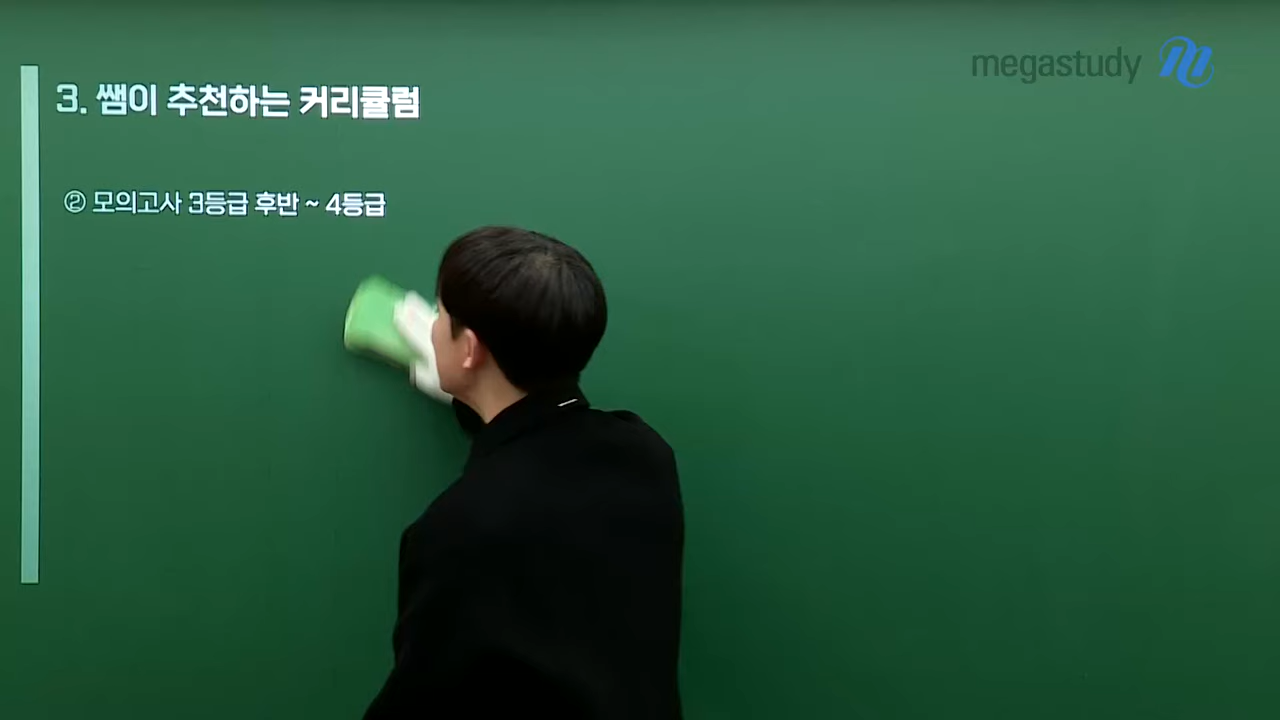 megastudy
3. 쌤이 추천하는 커리큘럼
② 모의고사 3등급 후반 ~ 4등급